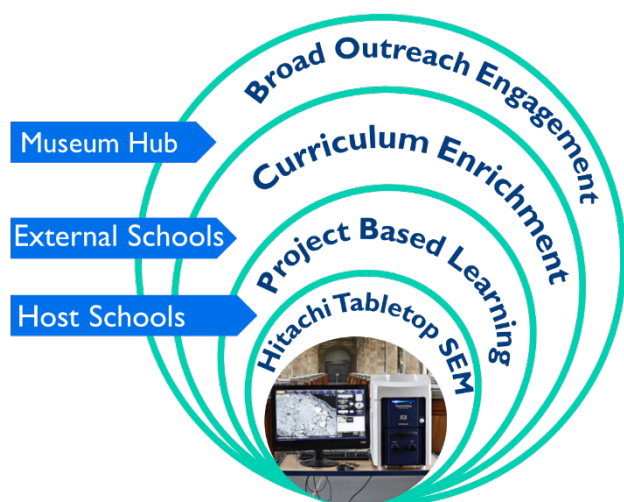 Broad Outreach Engagement
Museum Hub
Curriculum Enrichment
External Schools
Project Based Learning
Host Schools
Hitachi Tabletop SEM